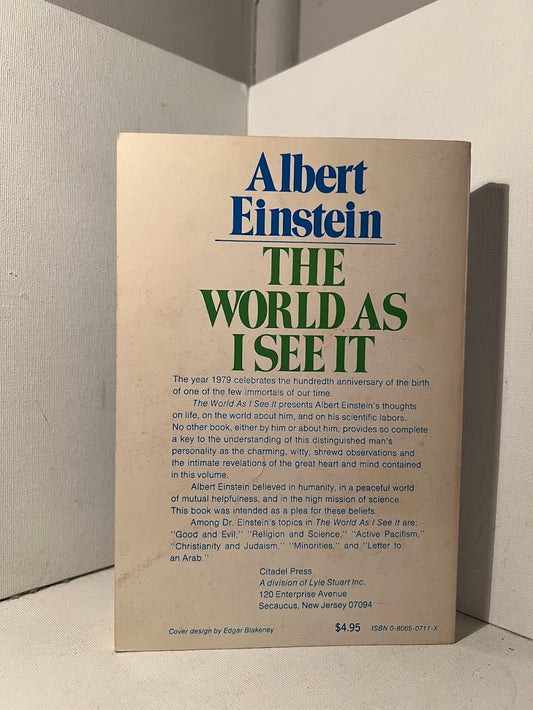 Albert
Einstein
THE
WORLD AS
I SEE IT
The year 1979 celebrates the hundredth anniversary of the birth
of one of the few immortals of our time.
The World As I See It presents Albert Einstein's thoughts
on life, on the world about him, and on his scientific labors.
No other book, either by him or about him, provides so complete
a key to the understanding of this distinguished man's
personality as the charming, witty, shrewd observations and
the intimate revelations of the great heart and mind contained
in this volume.
Albert Einstein believed in humanity, in a peaceful world
of mutual helpfulness, and in the high mission of science.
This book was intended as a plea for these beliefs.
Among Dr. Einstein's topics in The World As I See It are:
"Good and Evil," "Religion and Science," "Active Pacifism,"
"Christianity and Judaism," "Minorities," and "Letter to
an Arab."
Citadel Press
A division of Lyle Stuart Inc.
120 Enterprise Avenue
Secaucus, New Jersey 07094
Cover design by Edgar Blakeney $4.95 ISBN 0-8065-0711-X